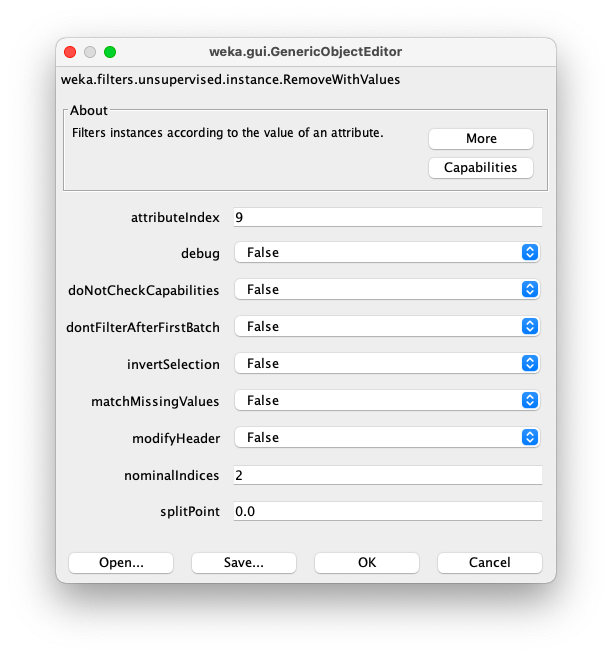 weka.gui.GenericObjectEditor
weka.filters.unsupervised.instance.RemoveWithValues
About
Filters instances according to the value of an attribute.
More
Capabilities
attributeIndex 9
debug False
doNotCheckCapabilities False
dontFilterAfterFirstBatch False
invertSelection False
matchMissingValues False
modifyHeader False
nominalIndices 2
splitPoint 0.0
Open... Save... OK Cancel